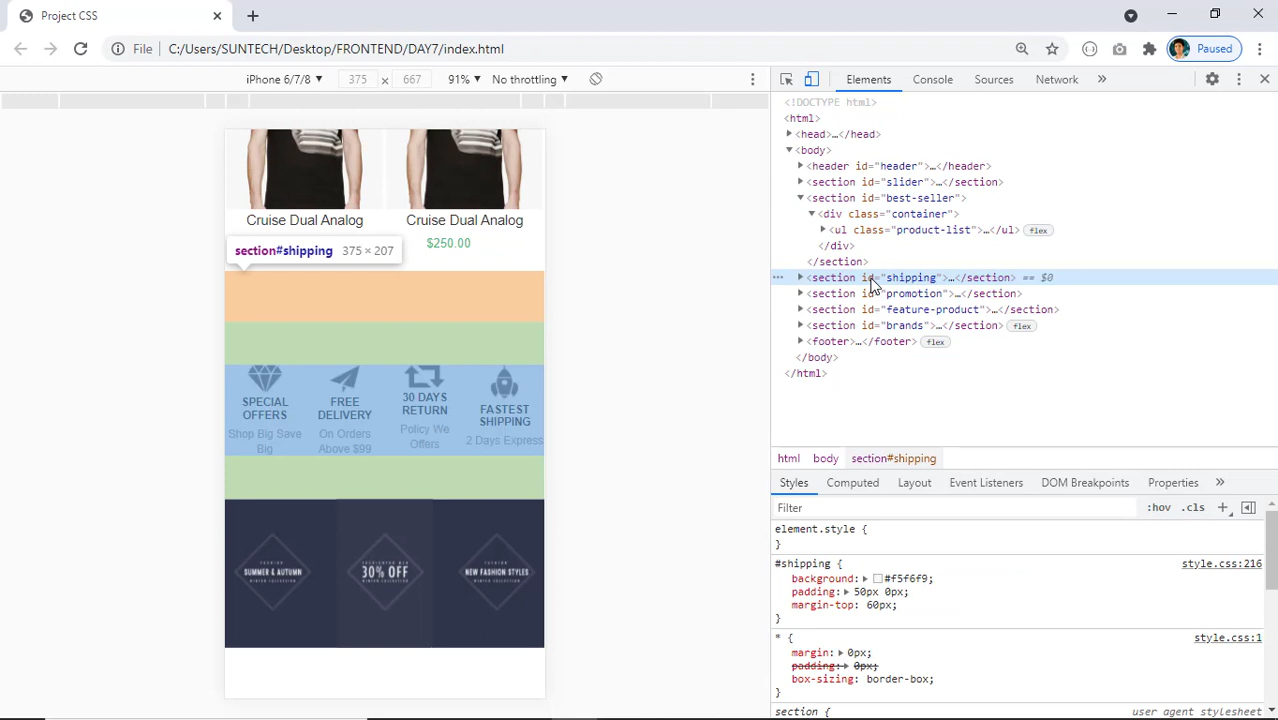 Project CSS
File C:/Users/SUNTECH/Desktop/FRONTEND/DAY7/index.html Paused
iPhone 6/7/8 375 × 667 91% No throttling
Elements Console Sources Network
<!DOCTYPE html>
<html>
<head>…</head>
<body>
<header id="header">…</header>
<section id="slider">…</section>
<section id="best-seller">
<div class="container">
<ul class="product-list">…</ul> flex
</div>
</section>
<section id="shipping">…</section> == $0
<section id="promotion">…</section>
<section id="feature-product">…</section>
<section id="brands">…</section> flex
<footer>…</footer> flex
</body>
</html>
html body section#shipping
Styles Computed Layout Event Listeners DOM Breakpoints Properties
Filter :hov .cls
element.style {
}
#shipping { style.css:216
background: #f5f6f9;
padding: 50px 0px;
margin-top: 60px;
}
* { style.css:1
margin: 0px;
padding: 0px;
box-sizing: border-box;
}
section { user agent stylesheet
Cruise Dual Analog Cruise Dual Analog
$250.00
section#shipping 375 × 207
SPECIAL OFFERS
Shop Big Save Big
FREE DELIVERY
On Orders Above $99
30 DAYS RETURN
Policy We Offers
FASTEST SHIPPING
2 Days Express
SUMMER & AUTUMN
30% OFF
NEW FASHION STYLES